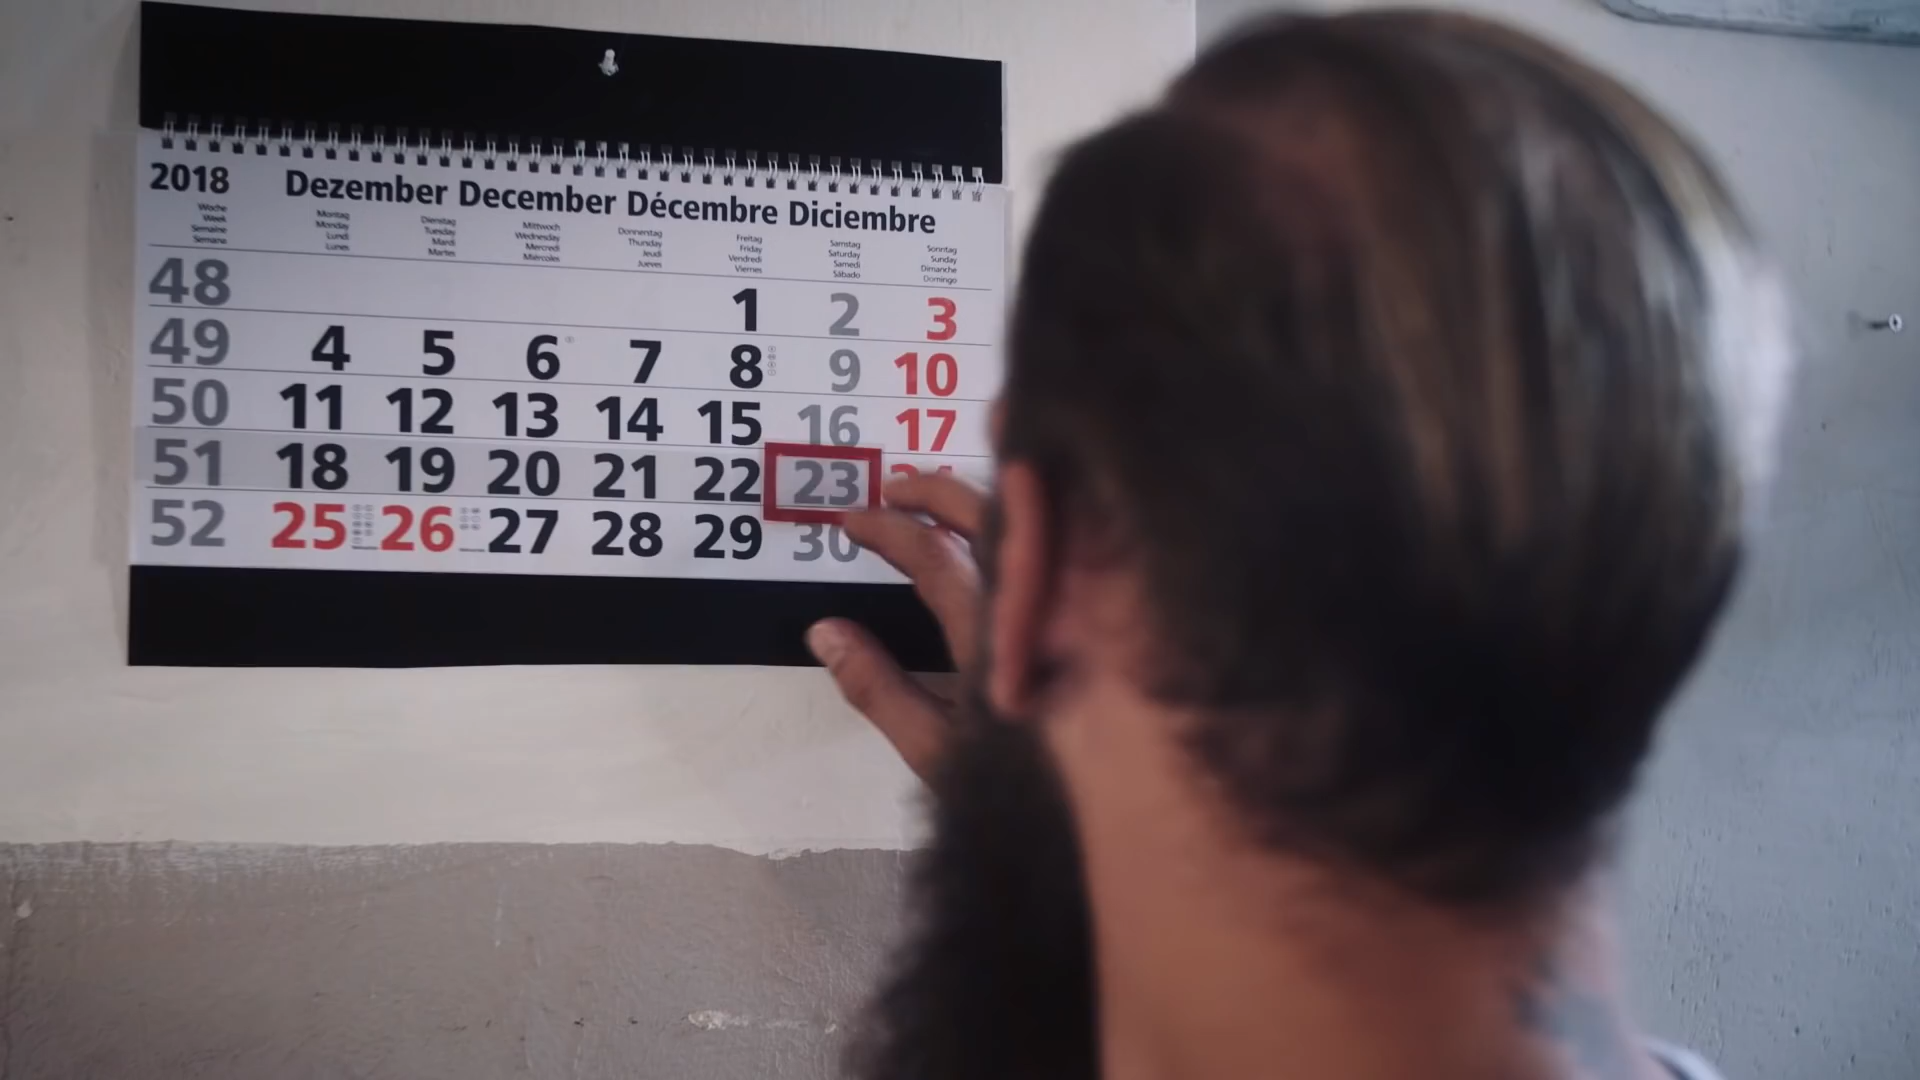 2018 Dezember December Décembre Diciembre
Woche Montag Dienstag Mittwoch Donnerstag Freitag Samstag Sonntag
Week Monday Tuesday Wednesday Thursday Friday Saturday Sunday
Semaine Lundi Mardi Mercredi Jeudi Vendredi Samedi Dimanche
Semana Lunes Martes Miércoles Jueves Viernes Sábado Domingo
48 1 2 3
49 4 5 6 7 8 9 10
50 11 12 13 14 15 16 17
51 18 19 20 21 22 23
52 25 26 27 28 29 30